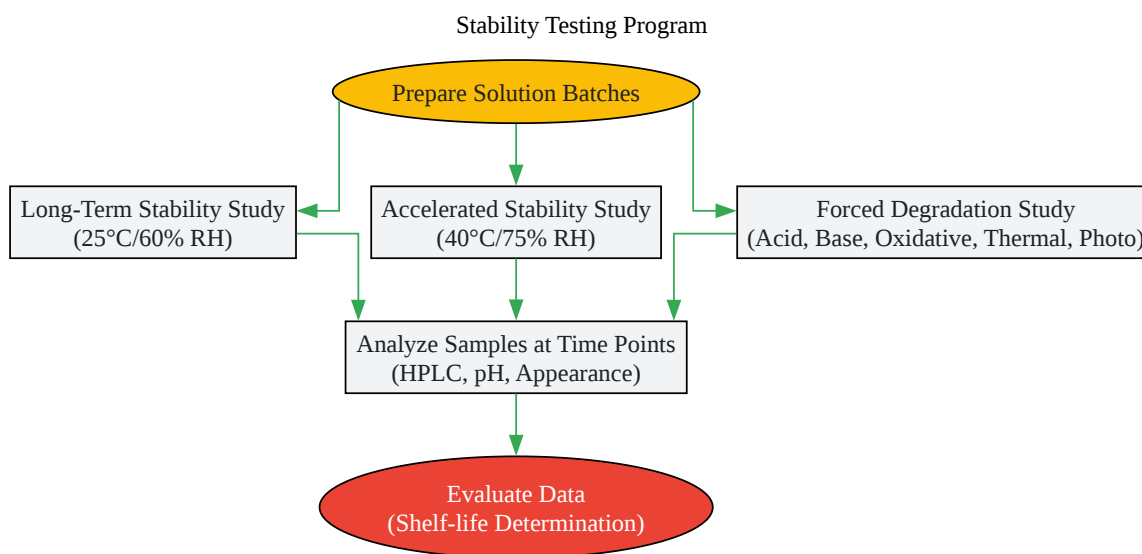 Stability Testing Program
Prepare Solution Batches
Long-Term Stability Study
(25°C/60% RH)
Accelerated Stability Study
(40°C/75% RH)
Forced Degradation Study
(Acid, Base, Oxidative, Thermal, Photo)
Analyze Samples at Time Points
(HPLC, pH, Appearance)
Evaluate Data
(Shelf-life Determination)